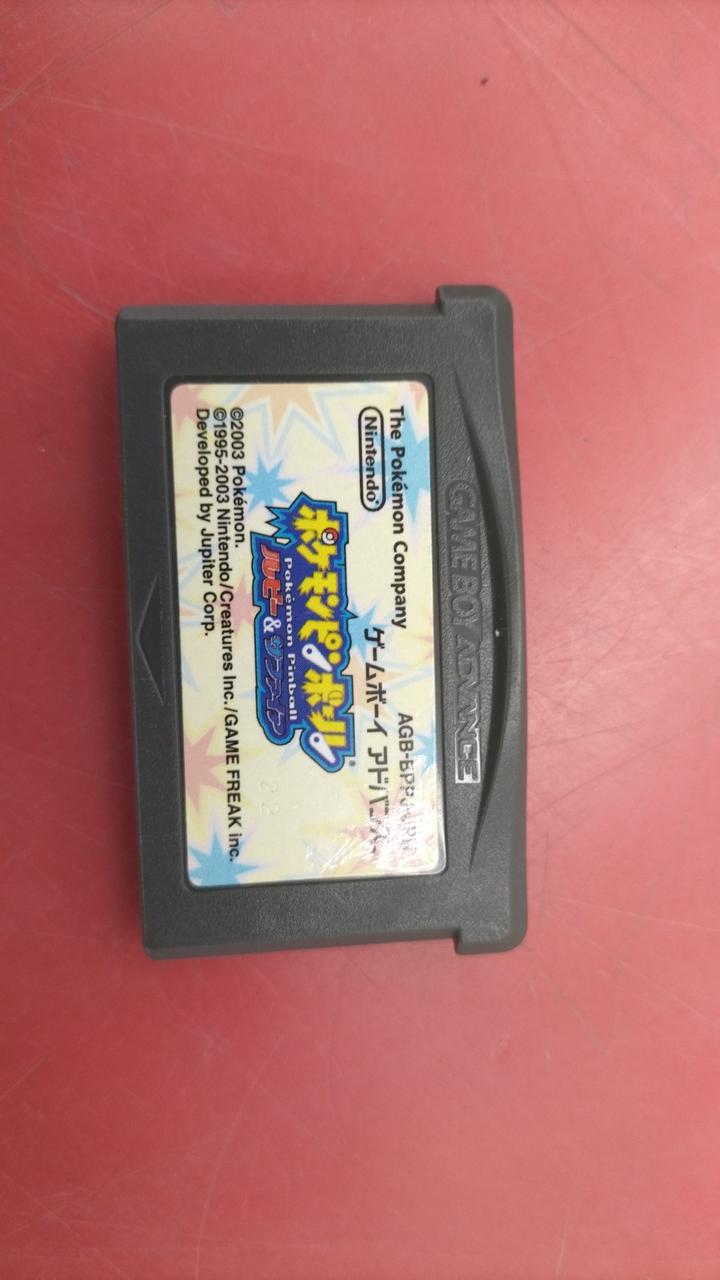 GAME BOY ADVANCE
The Pokémon Company
Nintendo®
ゲームボーイ アドバンス
ポケモンピンボール®
Pokémon Pinball
ルビー&サファイア
22
©2003 Pokémon.
©1995-2003 Nintendo/Creatures Inc./GAME FREAK inc.
Developed by Jupiter Corp.